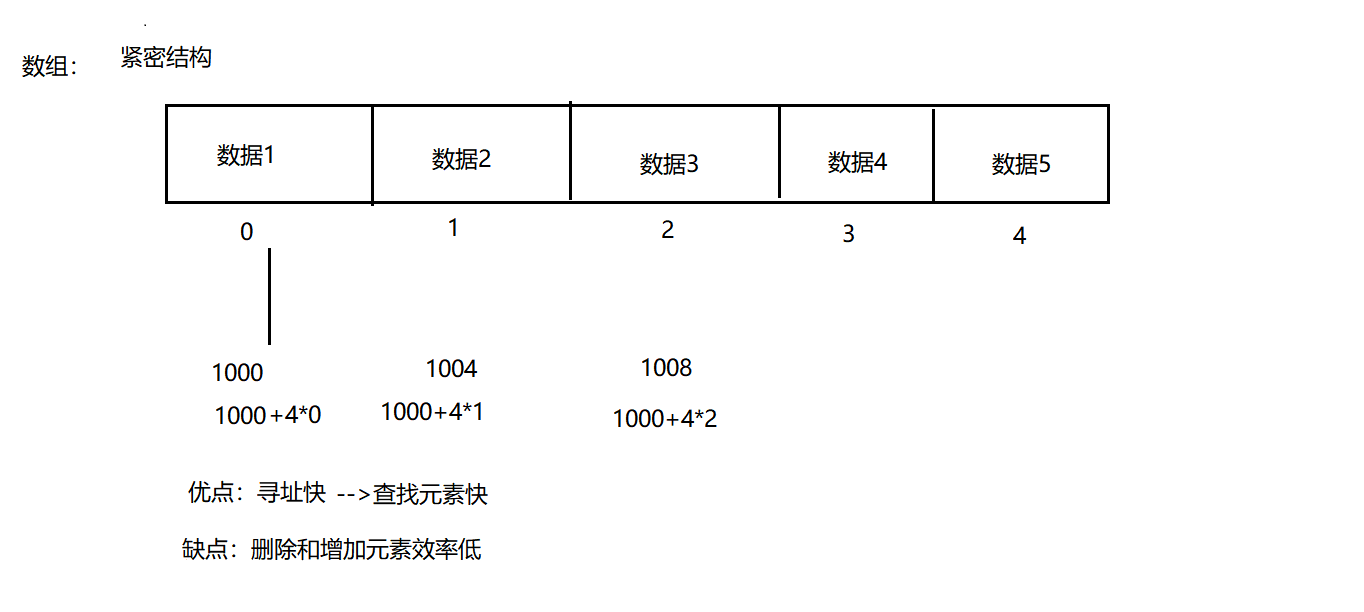 数组： 紧密结构
数据1 数据2 数据3 数据4 数据5
0 1 2 3 4
1000 1004 1008
1000+4*0 1000+4*1 1000+4*2
优点：寻址快 -->查找元素快
缺点：删除和增加元素效率低